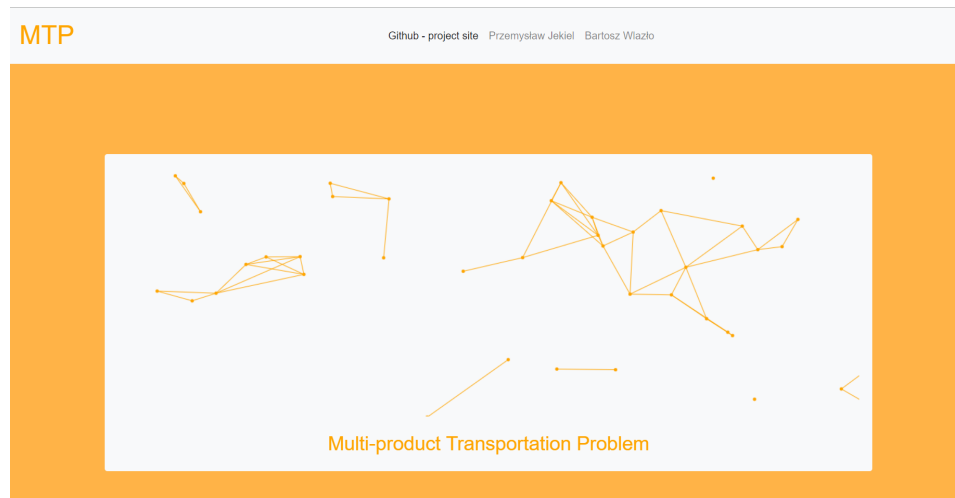 MTP
Github - project site Przemysław Jekiel Bartosz Wlazło
Multi-product Transportation Problem